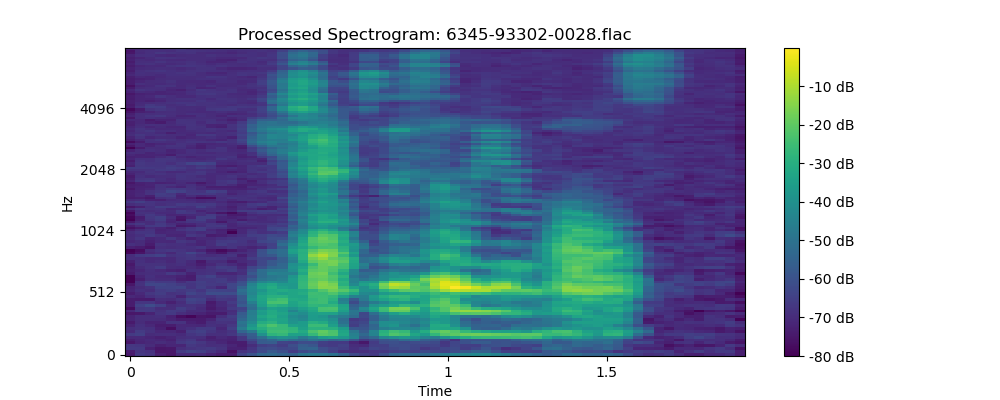 Processed Spectrogram: 6345-93302-0028.flac
Hz
4096
2048
1024
512
0
0
0.5
1
1.5
Time
-10 dB
-20 dB
-30 dB
-40 dB
-50 dB
-60 dB
-70 dB
-80 dB